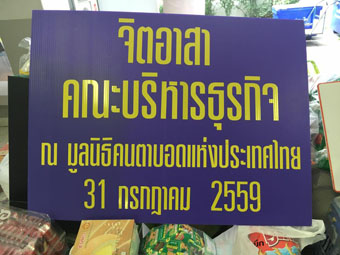 จิตอาสา
คณะบริหารธุรกิจ
ณ มูลนิธิคนตาบอดแห่งประเทศไทย
31 กรกฎาคม 2559